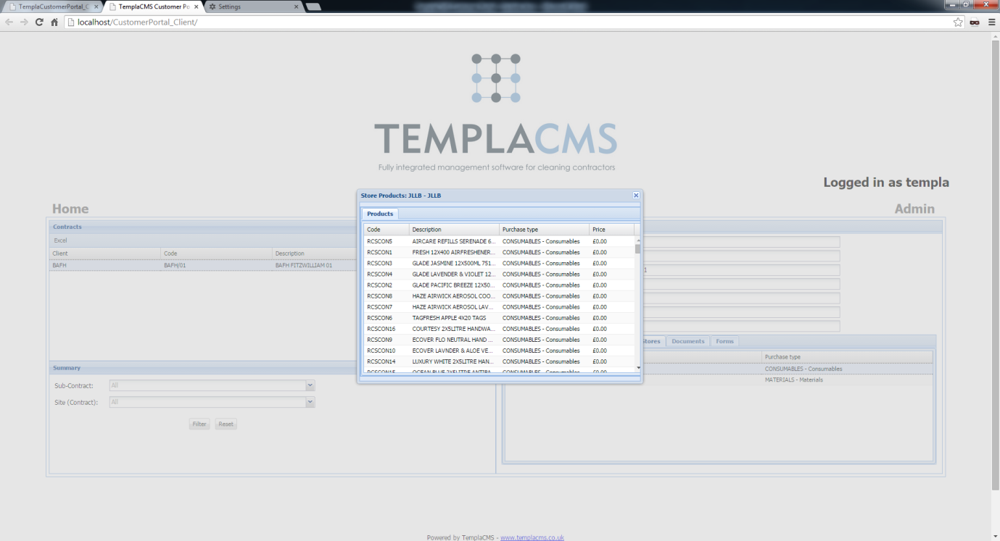 TemplaCustomerPortal_C
TemplaCMS Customer Po
Settings
localhost/CustomerPortal_Client/
TEMPLACMS
Fully integrated management software for cleaning contractors
Logged in as templa
Home
Admin
Contracts
Excel
Client Code Description
BAFH BAFH/01 BAFH FITZWILLIAM 01
Summary
Sub-Contract: All
Site (Contract): All
Filter Reset
Store Products: JLLB - JLLB
Products
Code Description Purchase type Price
RCSCON5 AIRCARE REFILLS SERENADE 6... CONSUMABLES - Consumables £0.00
RCSCON1 FRESH 12X400 AIRFRESHENER... CONSUMABLES - Consumables £0.00
RCSCON3 GLADE JASMINE 12X500ML 751... CONSUMABLES - Consumables £0.00
RCSCON4 GLADE LAVENDER & VIOLET 12... CONSUMABLES - Consumables £0.00
RCSCON2 GLADE PACIFIC BREEZE 12X50... CONSUMABLES - Consumables £0.00
RCSCON8 HAZE AIRWICK AEROSOL COO... CONSUMABLES - Consumables £0.00
RCSCON7 HAZE AIRWICK AEROSOL LAV... CONSUMABLES - Consumables £0.00
RCSCON6 TAGFRESH APPLE 4X20 TAGS CONSUMABLES - Consumables £0.00
RCSCON16 COURTESY 2X5LITRE HANDWA... CONSUMABLES - Consumables £0.00
RCSCON9 ECOVER FLO NEUTRAL HAND ... CONSUMABLES - Consumables £0.00
RCSCON10 ECOVER LAVNDER & ALOE VE... CONSUMABLES - Consumables £0.00
RCSCON14 LUXURY WHITE 2X5LITRE HAN... CONSUMABLES - Consumables £0.00
RCSCON15 OCEAN BLUE 2X5LITRE ANTIBA... CONSUMABLES - Consumables £0.00
1
Stores Documents Forms
Purchase type
CONSUMABLES - Consumables
MATERIALS - Materials
Powered by TemplaCMS - www.templacms.co.uk